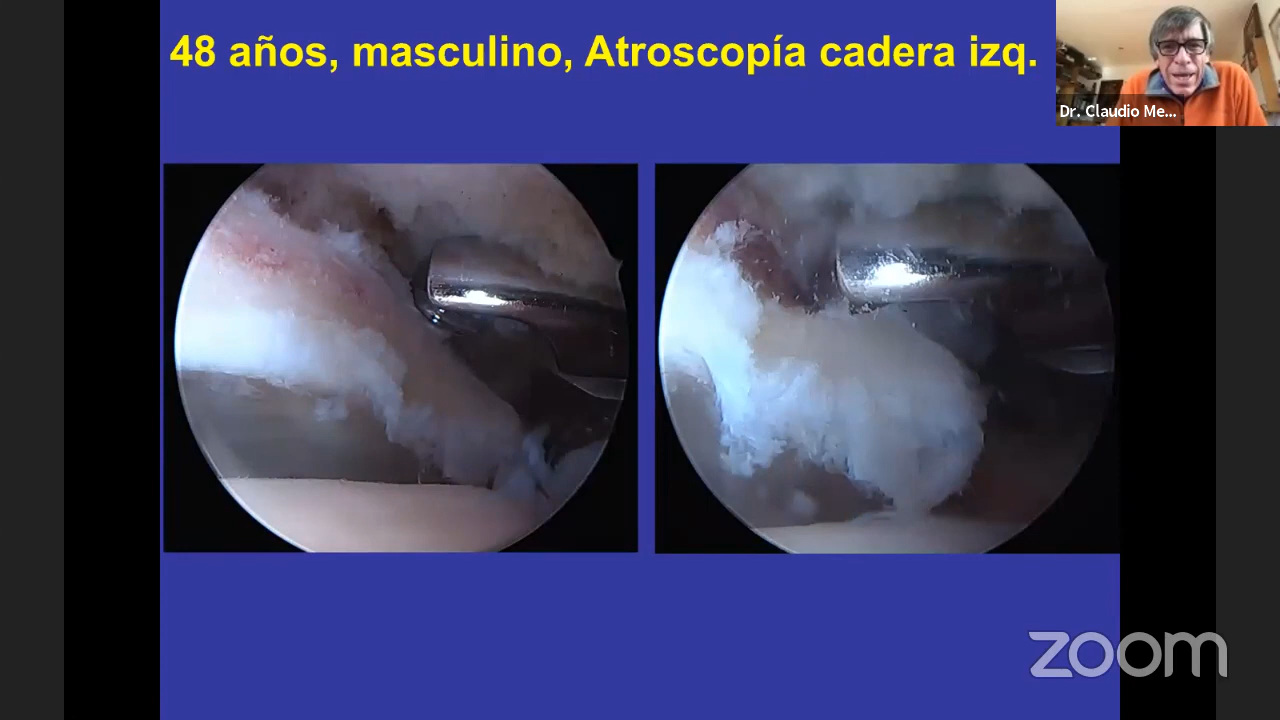 48 años, masculino, Atroscopía cadera izq.
Dr. Claudio Me...
zoom